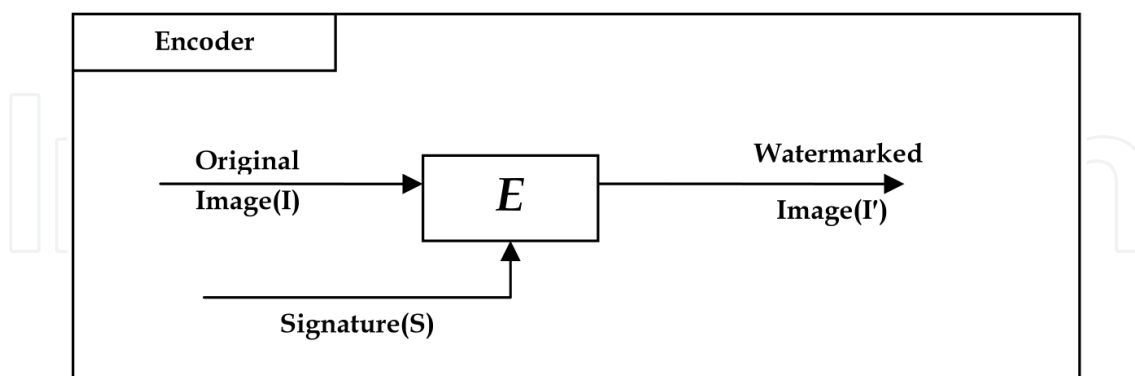 Encoder
Original
Image(I)
E
Watermarked
Image(I′)
Signature(S)